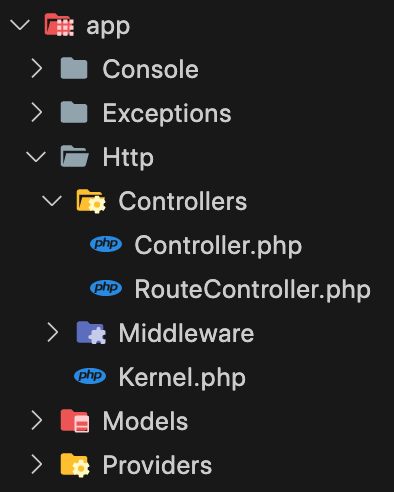 app
Console
Exceptions
Http
Controllers
php Controller.php
php RouteController.php
Middleware
php Kernel.php
Models
Providers